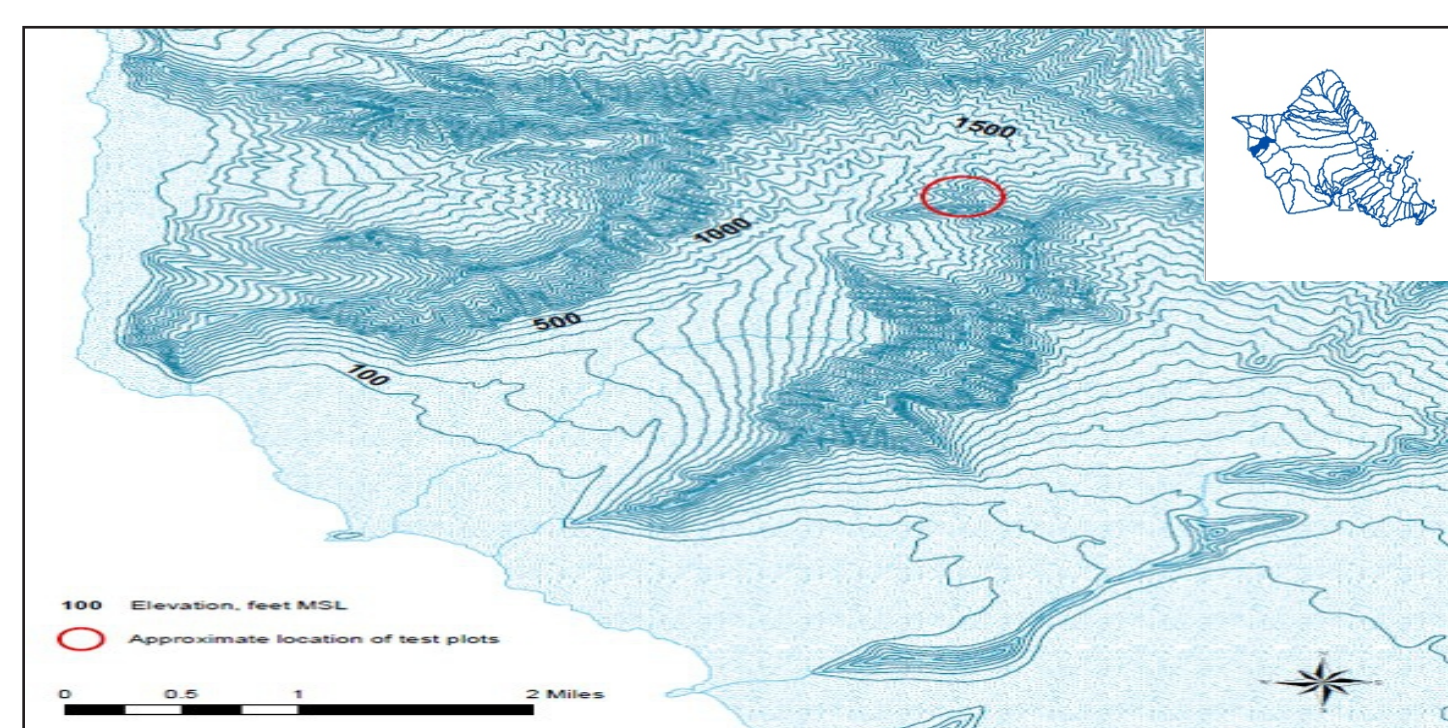 1500
1000
500
100
100 Elevation, feet MSL
Approximate location of test plots
0 0.5 1 2 Miles